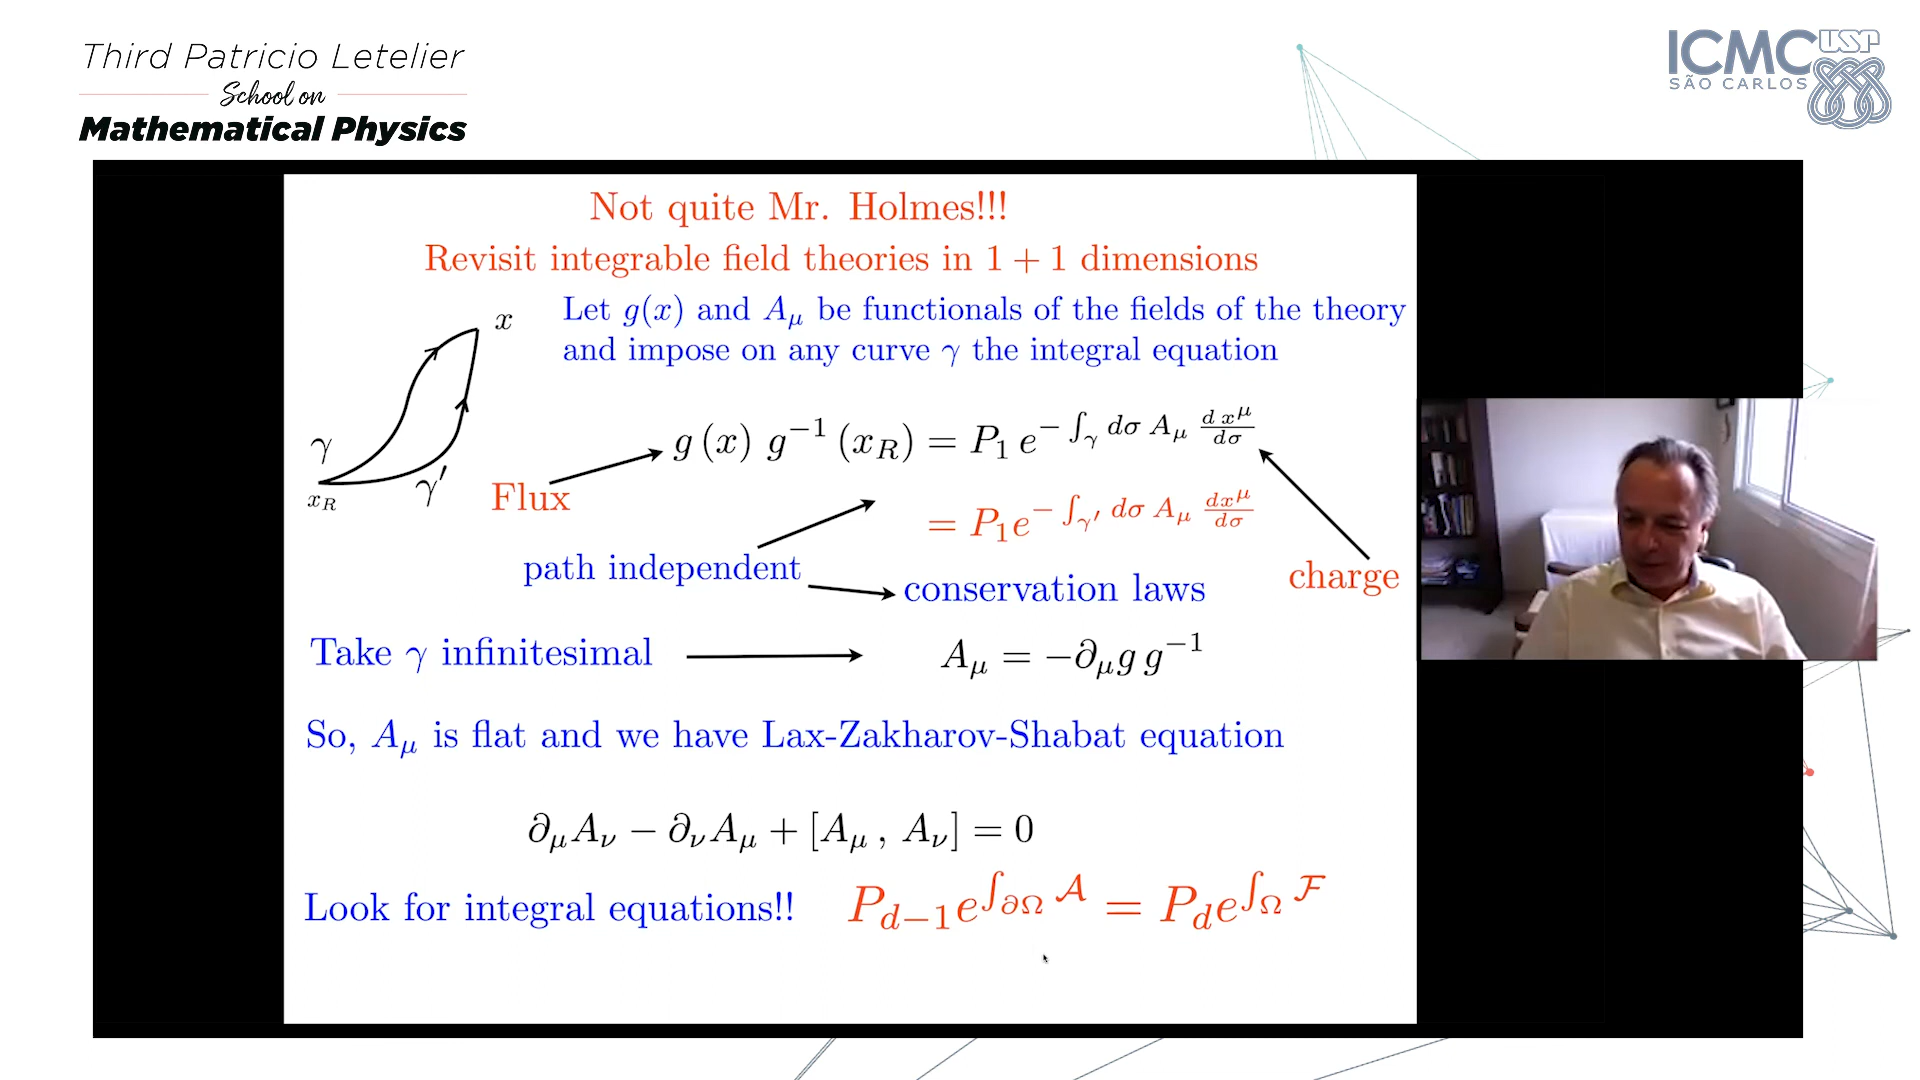 Third Patricio Letelier
School on
Mathematical Physics
ICMC USP
SÃO CARLOS
Not quite Mr. Holmes!!!
Revisit integrable field theories in 1 + 1 dimensions
Let g(x) and A_μ be functionals of the fields of the theory
and impose on any curve γ the integral equation
x
γ
x_R
γ′
g (x) g^{−1} (x_R) = P_1 e^{− ∫_γ dσ A_μ \frac{d x^μ}{dσ}}
Flux
= P_1 e^{− ∫_{γ′} dσ A_μ \frac{dx^μ}{dσ}}
path independent
conservation laws
charge
Take γ infinitesimal
A_μ = −∂_μ g g^{−1}
So, A_μ is flat and we have Lax-Zakharov-Shabat equation
∂_μ A_ν − ∂_ν A_μ + [A_μ , A_ν] = 0
Look for integral equations!! P_{d−1} e^{∫_{∂Ω} 𝒜} = P_d e^{∫_Ω ℱ}